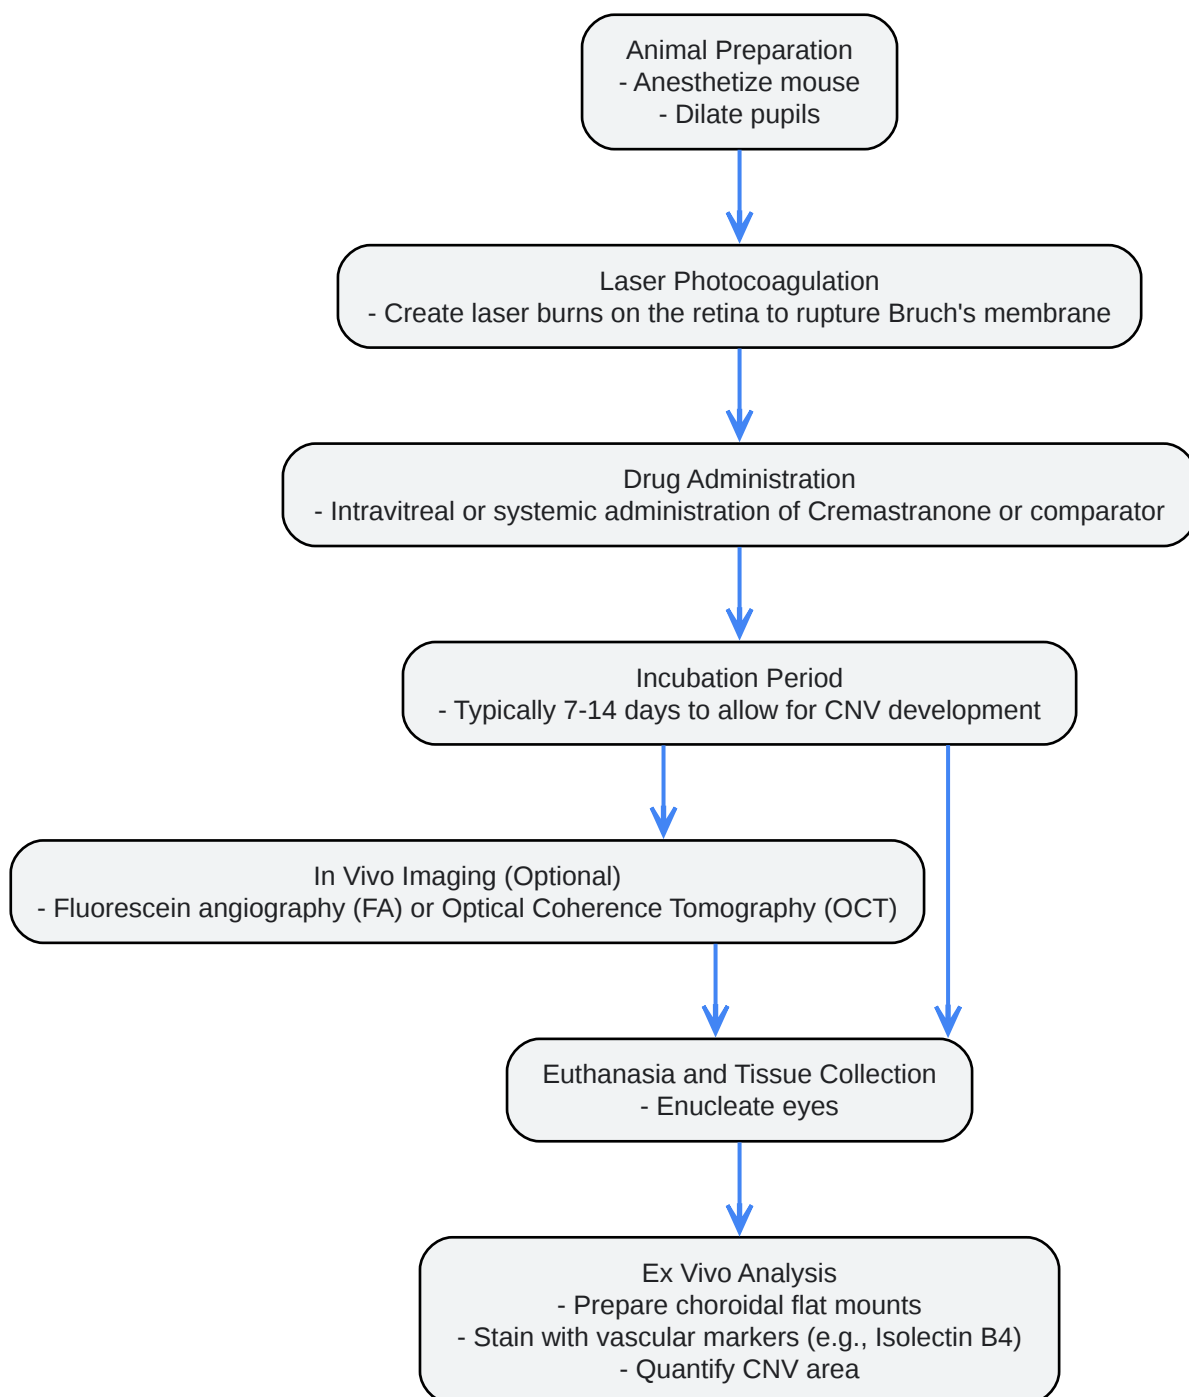 Animal Preparation
- Anesthetize mouse
- Dilate pupils
Laser Photocoagulation
- Create laser burns on the retina to rupture Bruch's membrane
Drug Administration
- Intravitreal or systemic administration of Cremastranone or comparator
Incubation Period
- Typically 7-14 days to allow for CNV development
In Vivo Imaging (Optional)
- Fluorescein angiography (FA) or Optical Coherence Tomography (OCT)
Euthanasia and Tissue Collection
- Enucleate eyes
Ex Vivo Analysis
- Prepare choroidal flat mounts
- Stain with vascular markers (e.g., Isolectin B4)
- Quantify CNV area